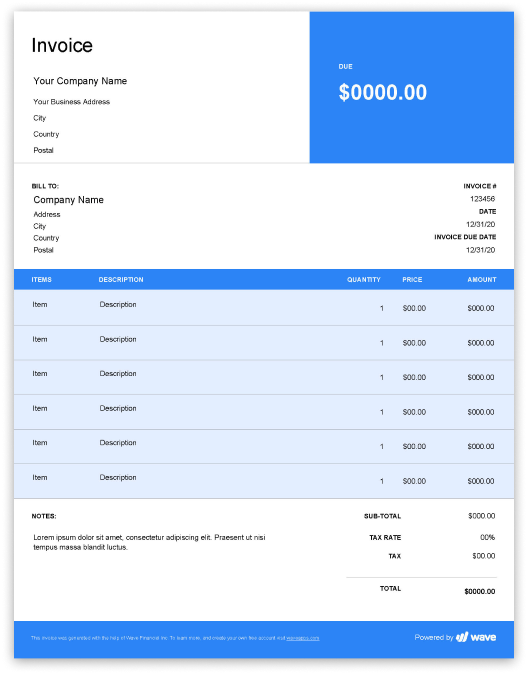 Invoice
DUE
$0000.00
Your Company Name
Your Business Address
City
Country
Postal
BILL TO:
Company Name
Address
City
Country
Postal
INVOICE #
123456
DATE
12/31/20
INVOICE DUE DATE
12/31/20
ITEMS DESCRIPTION QUANTITY PRICE AMOUNT
Item Description 1 $00.00 $000.00
Item Description 1 $00.00 $000.00
Item Description 1 $00.00 $000.00
Item Description 1 $00.00 $000.00
Item Description 1 $00.00 $000.00
Item Description 1 $00.00 $000.00
NOTES:
Lorem ipsum dolor sit amet, consectetur adipiscing elit. Praesent ut nisi
tempus massa blandit luctus.
SUB-TOTAL $000.00
TAX RATE 00%
TAX $00.00
TOTAL $0000.00
This invoice was generated with the help of Wave Financial Inc. To learn more, and create your own free account visit waveapps.com
Powered by wave